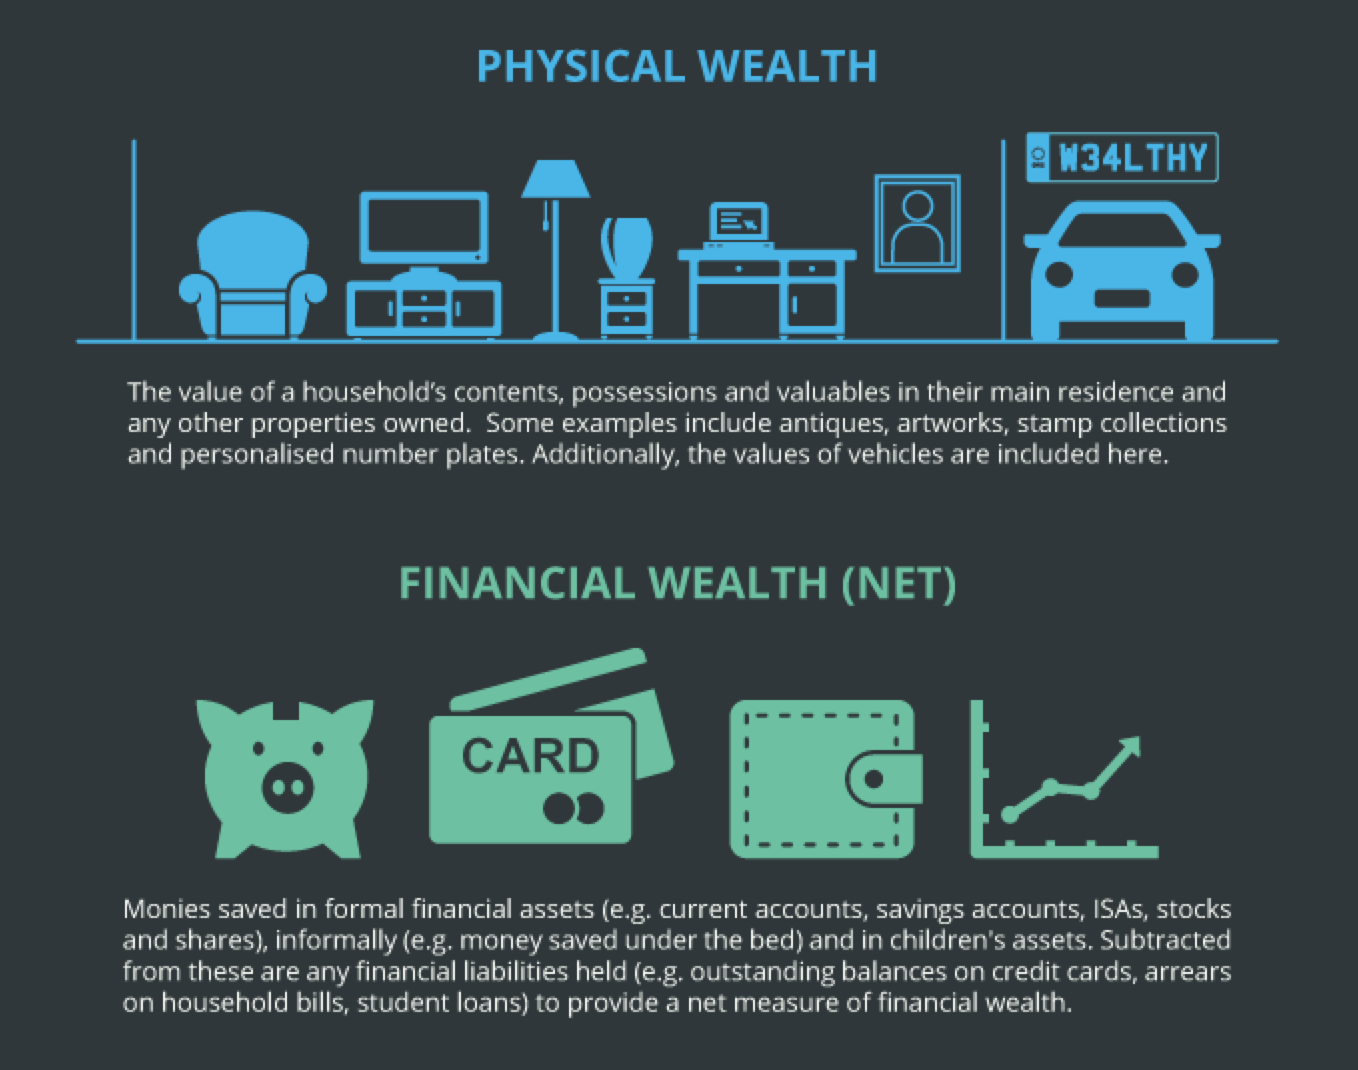 PHYSICAL WEALTH
W34LTHY
The value of a household's contents, possessions and valuables in their main residence and
any other properties owned.  Some examples include antiques, artworks, stamp collections
and personalised number plates. Additionally, the values of vehicles are included here.
FINANCIAL WEALTH (NET)
CARD
Monies saved in formal financial assets (e.g. current accounts, savings accounts, ISAs, stocks
and shares), informally (e.g. money saved under the bed) and in children's assets. Subtracted
from these are any financial liabilities held (e.g. outstanding balances on credit cards, arrears
on household bills, student loans) to provide a net measure of financial wealth.